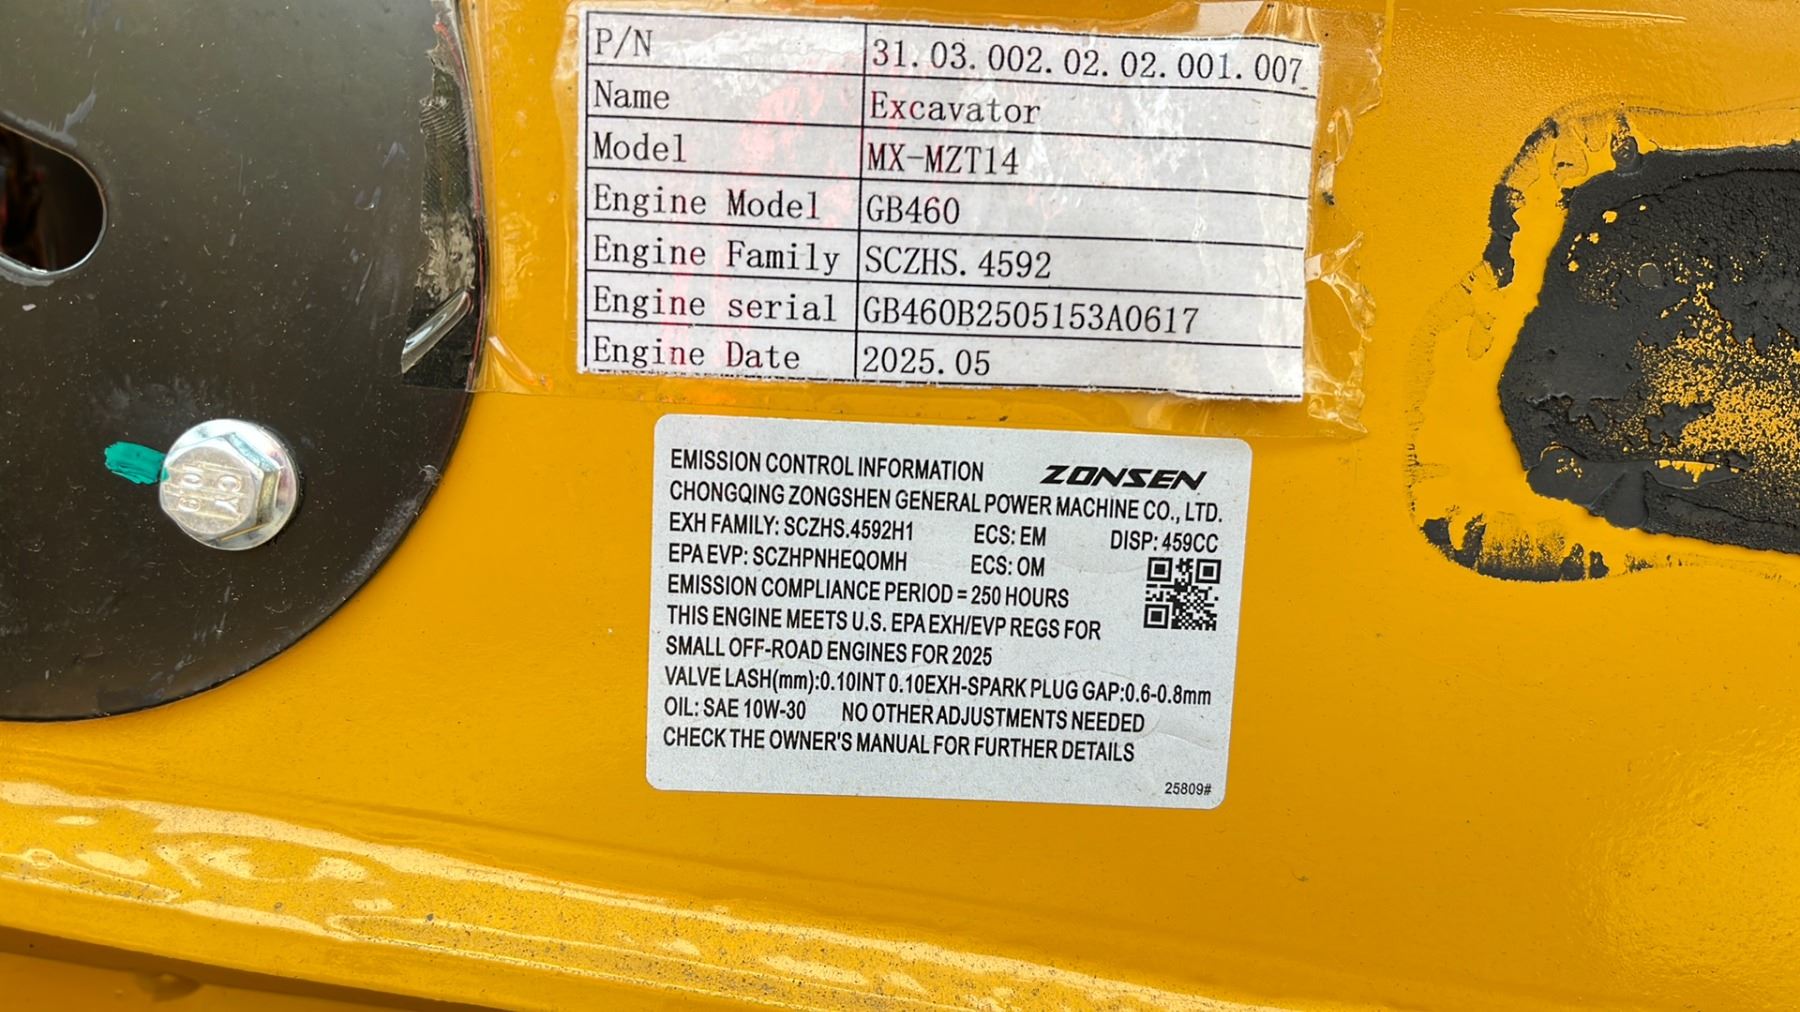 P/N 31.03.002.02.02.001.007
Name Excavator
Model MX-MZT14
Engine Model GB460
Engine Family SCZHS.4592
Engine serial GB460B2505153A0617
Engine Date 2025.05
EMISSION CONTROL INFORMATION ZONSEN
CHONGQING ZONGSHEN GENERAL POWER MACHINE CO., LTD.
EXH FAMILY: SCZHS.4592H1 ECS: EM DISP: 459CC
EPA EVP: SCZHPNHEQOMH ECS: OM
EMISSION COMPLIANCE PERIOD = 250 HOURS
THIS ENGINE MEETS U.S. EPA EXH/EVP REGS FOR
SMALL OFF-ROAD ENGINES FOR 2025
VALVE LASH(mm):0.10INT 0.10EXH-SPARK PLUG GAP:0.6-0.8mm
OIL: SAE 10W-30 NO OTHER ADJUSTMENTS NEEDED
CHECK THE OWNER'S MANUAL FOR FURTHER DETAILS
25809#